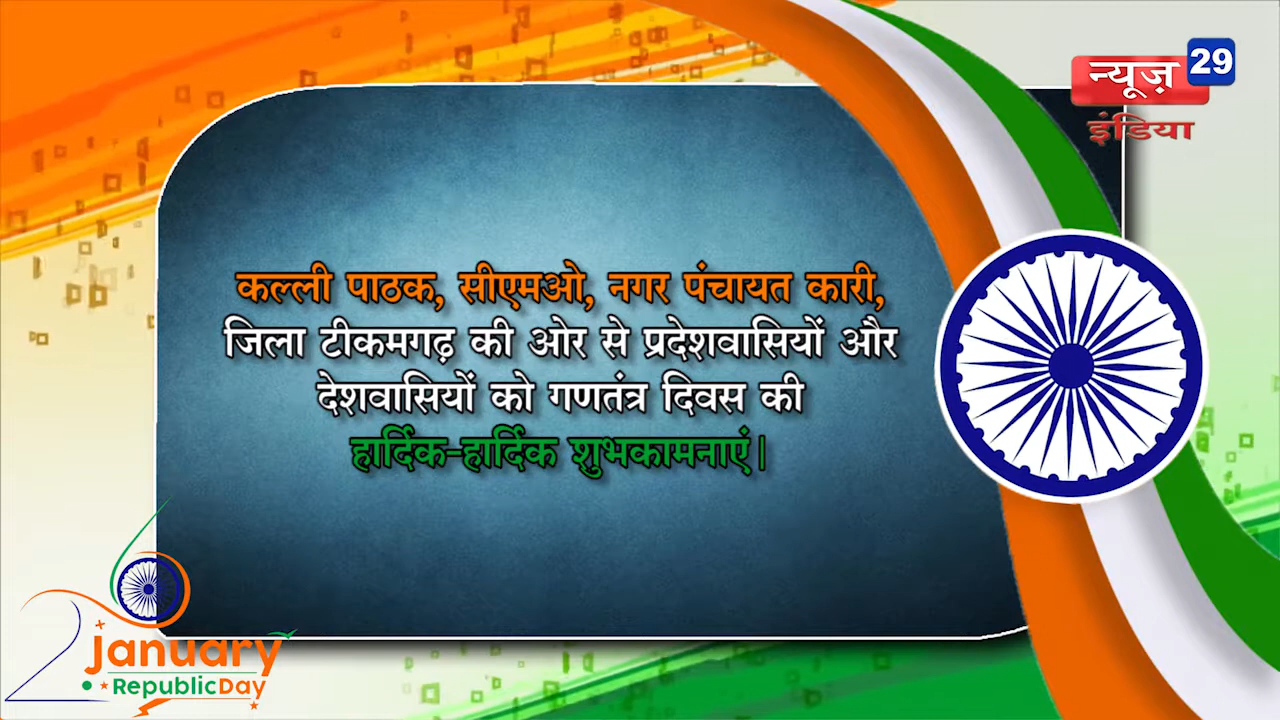 न्यूज़ 29
इंडिया
कल्ली पाठक, सीएमओ, नगर पंचायत कारी,
जिला टीकमगढ़ की ओर से प्रदेशवासियों और
देशवासियों को गणतंत्र दिवस की
हार्दिक-हार्दिक शुभकामनाएं।
26
January
Republic Day